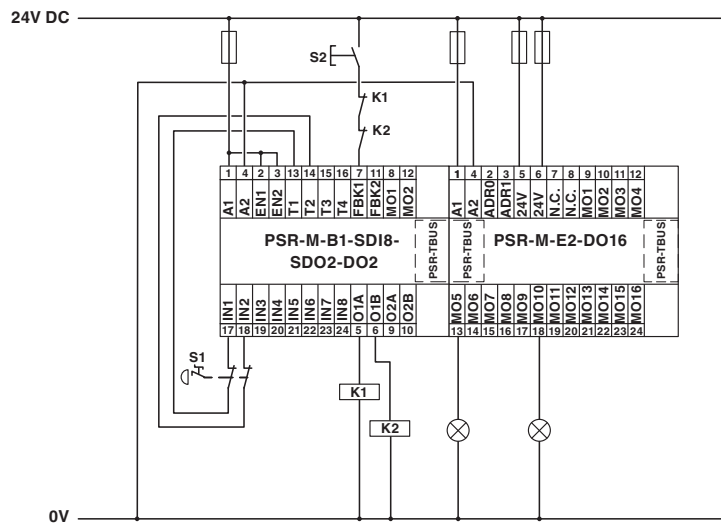 24V DC
S2
K1
K2
1 4 2 3 13 14 15 16 7 11 8 12
A1 A2 EN1 EN2 T1 T2 T3 T4 FBK1 FBK2 MO1 MO2
1 4 2 3 5 6 7 8 9 10 11 12
A1 A2 ADR0 ADR1 24V 24V N.C. N.C. MO1 MO2 MO3 MO4
PSR-M-B1-SDI8-
SDO2-DO2
PSR-TBUS
PSR-TBUS
PSR-M-E2-DO16
PSR-TBUS
IN1 IN2 IN3 IN4 IN5 IN6 IN7 IN8 O1A O1B O2A O2B
17 18 19 20 21 22 23 24 5 6 9 10
MO5 MO6 MO7 MO8 MO9 MO10 MO11 MO12 MO13 MO14 MO15 MO16
13 14 15 16 17 18 19 20 21 22 23 24
S1
K1
K2
0V